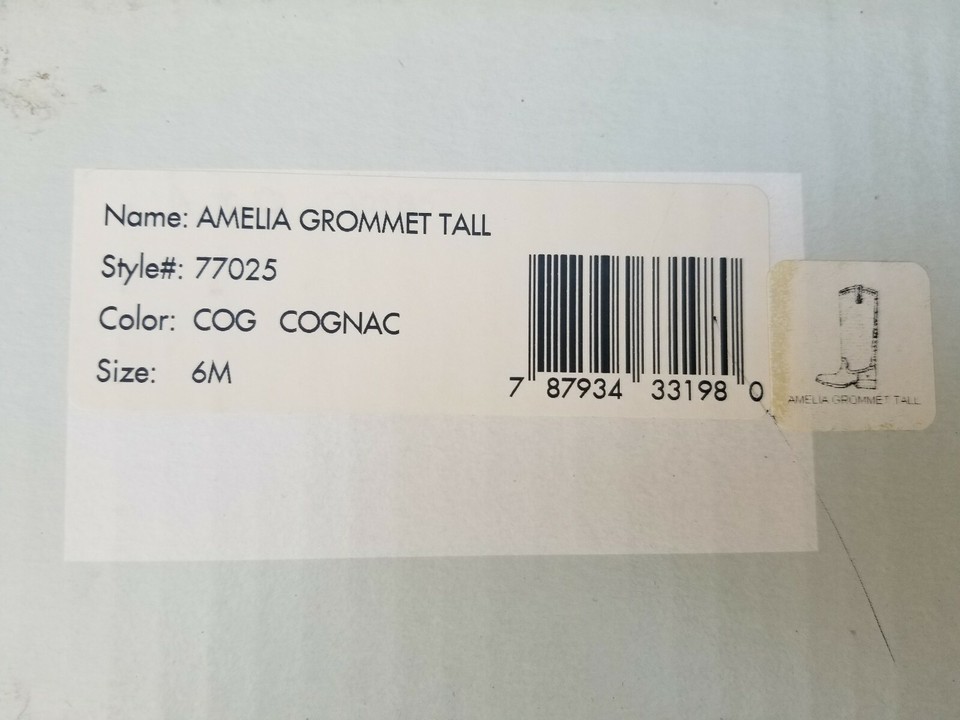 Name: AMELIA GROMMET TALL
Style#: 77025
Color: COG COGNAC
Size: 6M
7 87934 33198 0
AMELIA GROMMET TALL